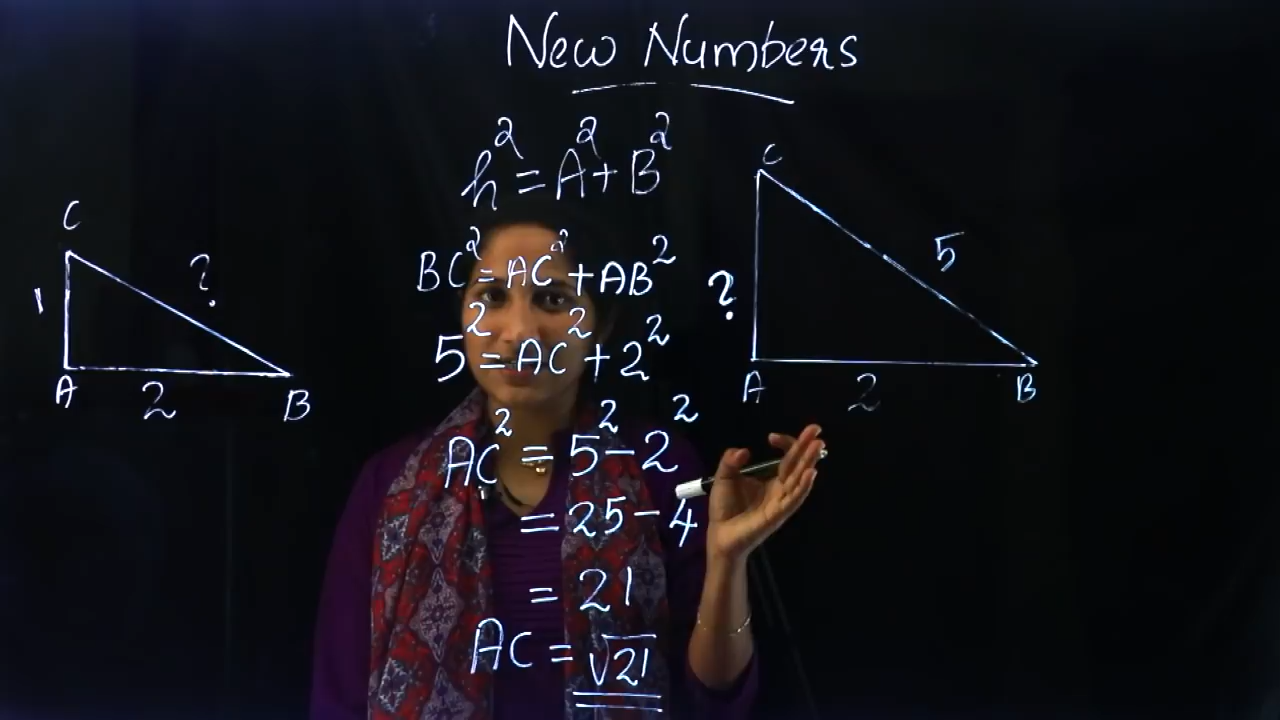 New Numbers
h² = A² + B²
BC² = AC² + AB²
5² = AC² + 2²
AC² = 5² - 2²
= 25 - 4
= 21
AC = √21
C
1
?
A
2
B
C
5
?
A
2
B